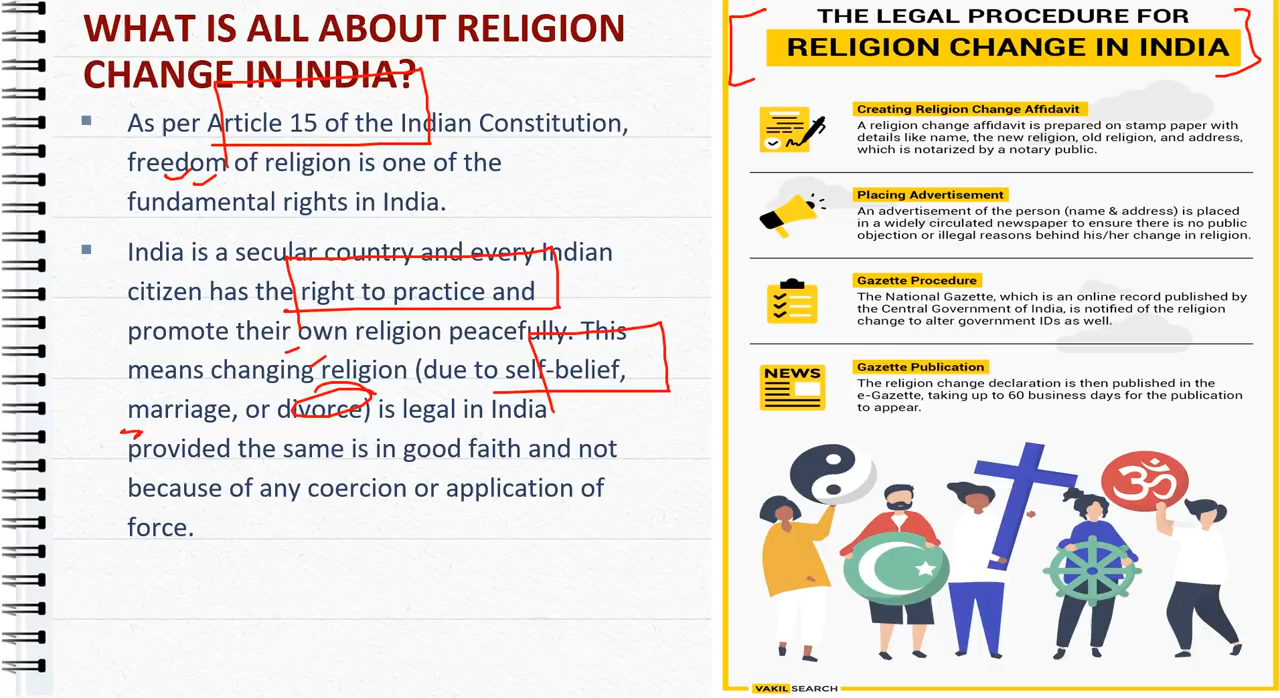 WHAT IS ALL ABOUT RELIGION
CHANGE IN INDIA?
As per Article 15 of the Indian Constitution,
freedom of religion is one of the
fundamental rights in India.
India is a secular country and every Indian
citizen has the right to practice and
promote their own religion peacefully. This
means changing religion (due to self-belief,
marriage, or divorce) is legal in India
provided the same is in good faith and not
because of any coercion or application of
force.
THE LEGAL PROCEDURE FOR
RELIGION CHANGE IN INDIA
Creating Religion Change Affidavit
A religion change affidavit is prepared on stamp paper with
details like name, the new religion, old religion, and address,
which is notarized by a notary public.
Placing Advertisement
An advertisement of the person (name & address) is placed
in a widely circulated newspaper to ensure there is no public
objection or illegal reasons behind his/her change in religion.
Gazette Procedure
The National Gazette, which is an online record published by
the Central Government of India, is notified of the religion
change to alter government IDs as well.
NEWS
Gazette Publication
The religion change declaration is then published in the
e-Gazette, taking up to 60 business days for the publication
to appear.
ॐ
VAKILSEARCH